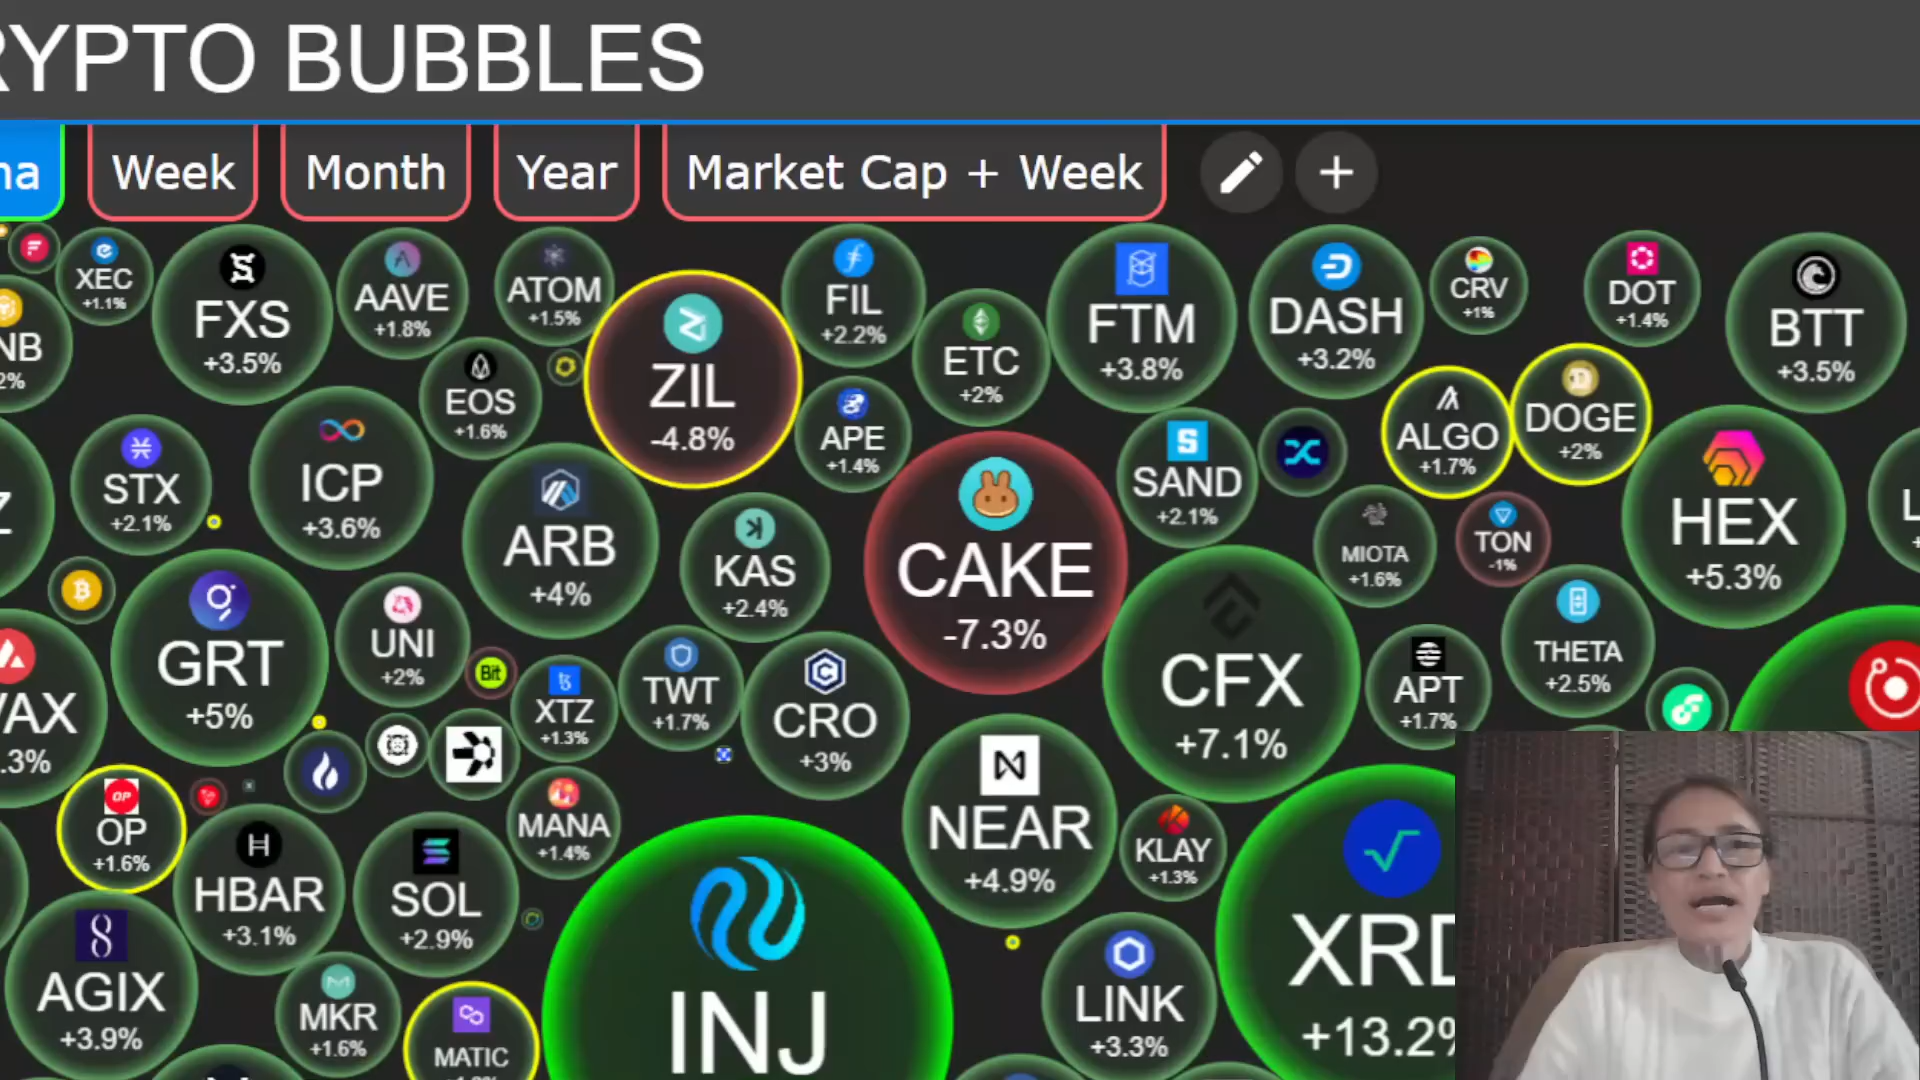 RYPTO BUBBLES
na
Week
Month
Year
Market Cap + Week
XEC
+1.1%
FXS
+3.5%
AAVE
+1.8%
ATOM
+1.5%
ZIL
-4.8%
FIL
+2.2%
ETC
+2%
FTM
+3.8%
DASH
+3.2%
CRV
+1%
DOT
+1.4%
BTT
+3.5%
NB
2%
EOS
+1.6%
APE
+1.4%
ALGO
+1.7%
DOGE
+2%
STX
+2.1%
ICP
+3.6%
ARB
+4%
KAS
+2.4%
CAKE
-7.3%
SAND
+2.1%
MIOTA
+1.6%
TON
-1%
HEX
+5.3%
Z
L
GRT
+5%
UNI
+2%
Bit
XTZ
+1.3%
TWT
+1.7%
CRO
+3%
CFX
+7.1%
APT
+1.7%
THETA
+2.5%
VAX
.3%
OP
OP
+1.6%
HBAR
+3.1%
SOL
+2.9%
MANA
+1.4%
NEAR
+4.9%
KLAY
+1.3%
XRD
+13.2%
AGIX
+3.9%
MKR
+1.6%
MATIC
INJ
LINK
+3.3%